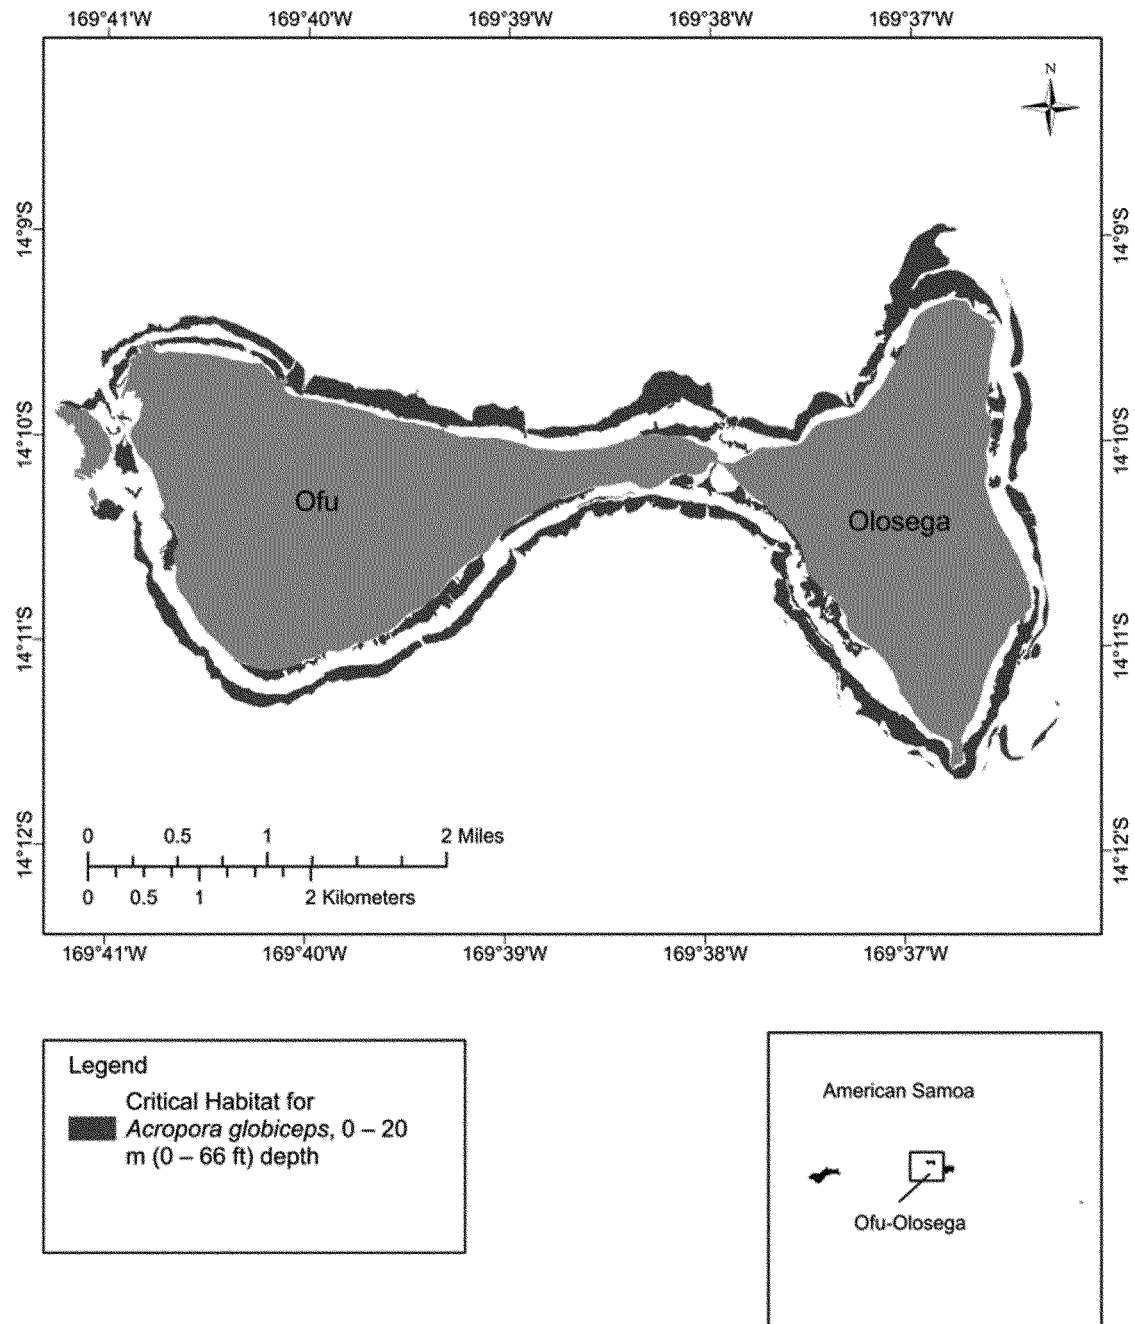 169°41'W 169°40'W 169°39'W 169°38'W 169°37'W
N
14°9'S 14°9'S
14°10'S 14°10'S
Ofu
Olosega
14°11'S 14°11'S
14°12'S 14°12'S
0 0.5 1 2 Miles
0 0.5 1 2 Kilometers
169°41'W 169°40'W 169°39'W 169°38'W 169°37'W
Legend
Critical Habitat for
Acropora globiceps, 0 – 20
m (0 – 66 ft) depth
American Samoa
Ofu-Olosega